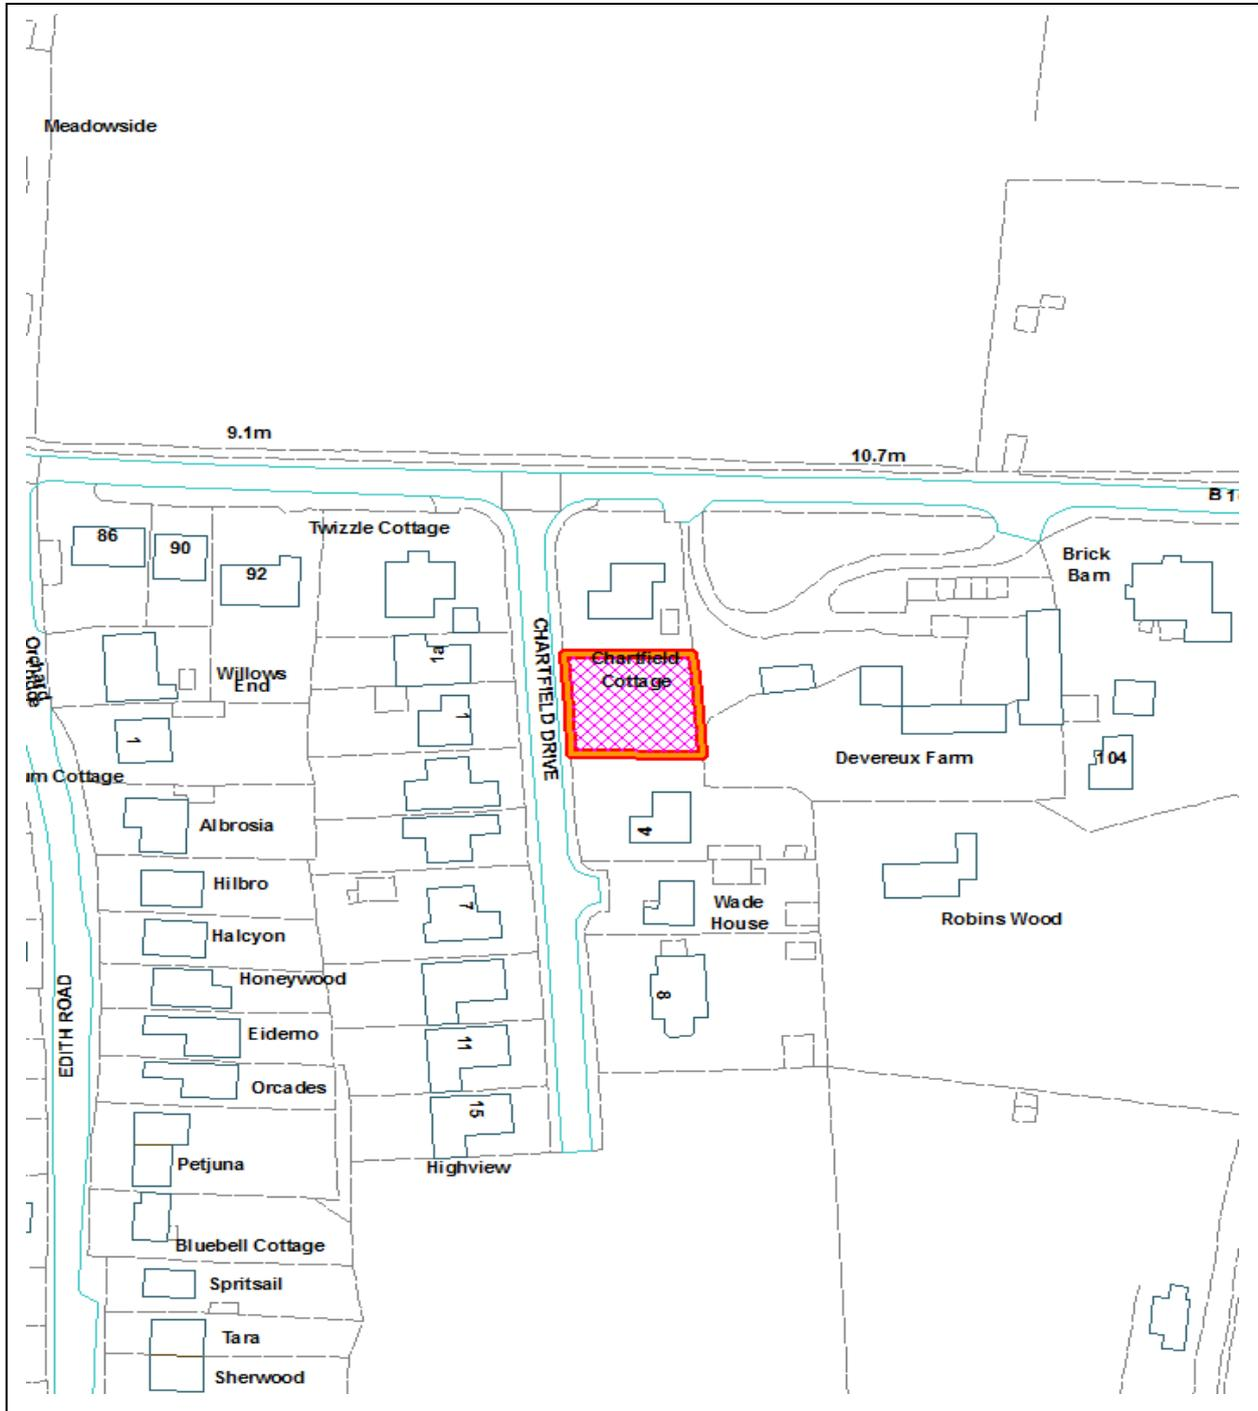 Meadowside
9.1m
10.7m
B 1
Twizzle Cottage
86
90
92
Brick
Barn
CHARTFIELD DRIVE
1a
Chartfield
Cottage
Willows
End
Orchard
1
1
Devereux Farm
104
um Cottage
Albrosia
4
Hilbro
7
Wade
House
Robins Wood
Halcyon
Honeywood
8
EDITH ROAD
Eidemo
11
Orcades
15
Petjuna
Highview
Bluebell Cottage
Spritsail
Tara
Sherwood